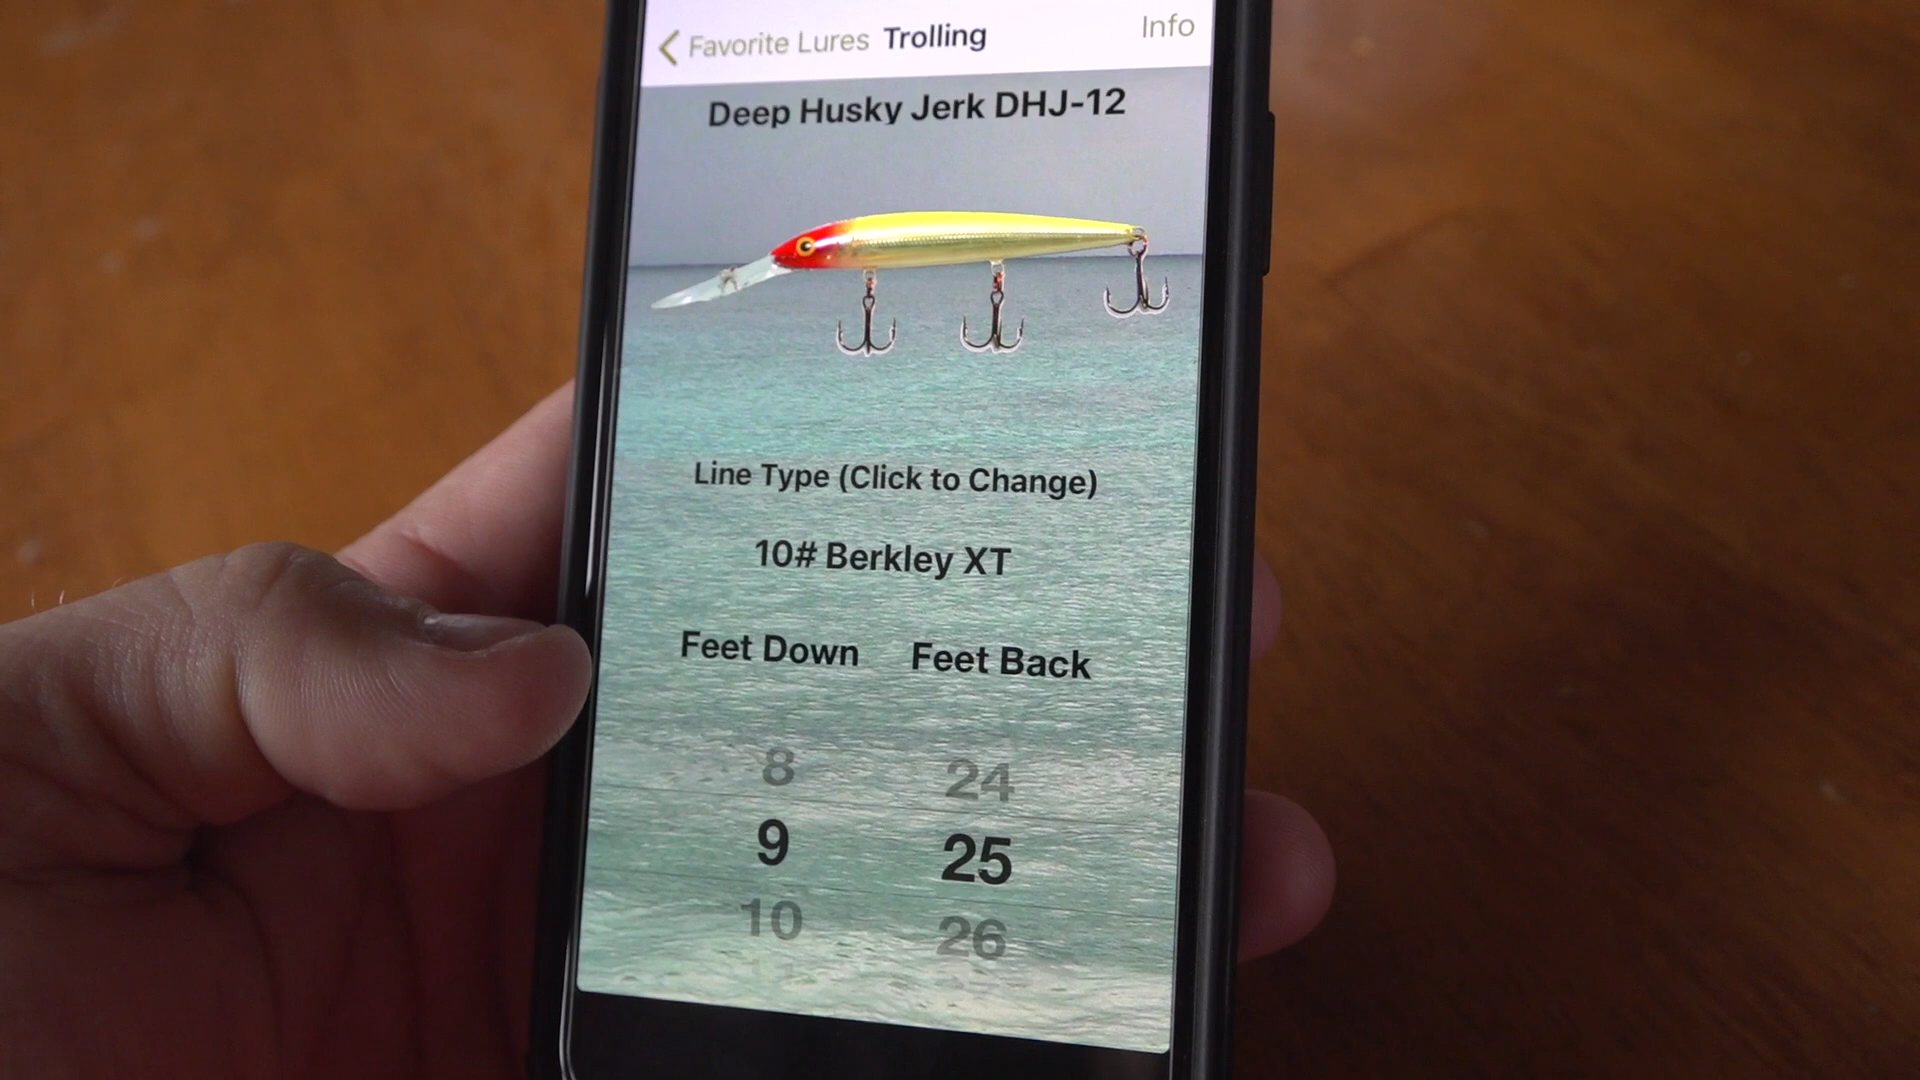 Favorite Lures Trolling Info
Deep Husky Jerk DHJ-12
Line Type (Click to Change)
10# Berkley XT
Feet Down Feet Back
8 24
9 25
10 26
11